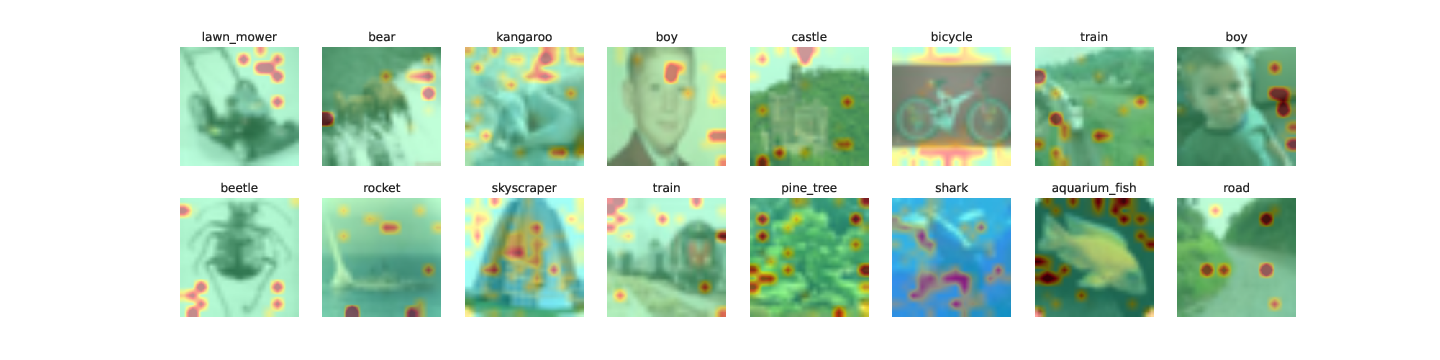 lawn_mower bear kangaroo boy castle bicycle train boy
beetle rocket skyscraper train pine_tree shark aquarium_fish road